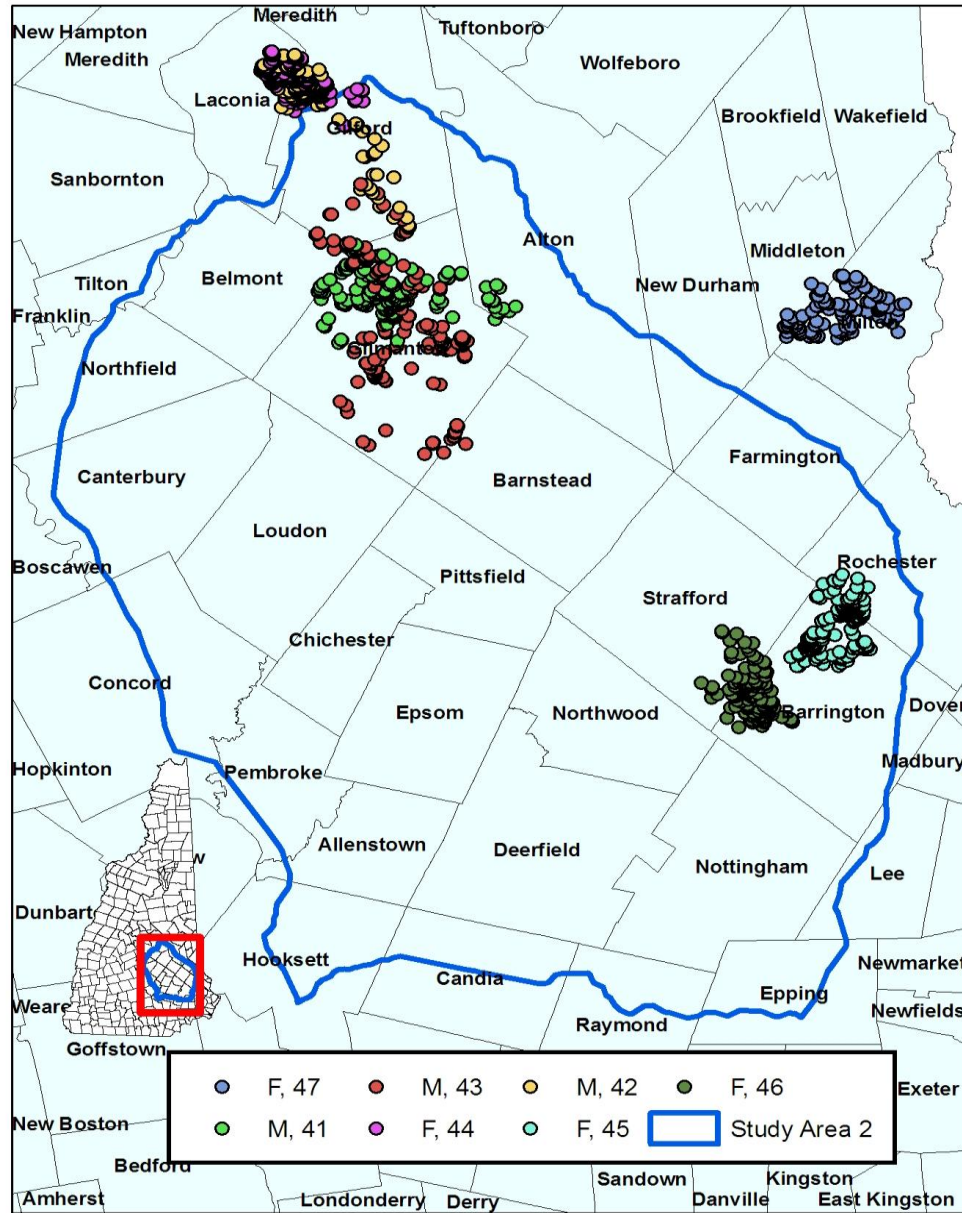 Meredith
New Hampton
Tuftonboro
Meredith
Wolfeboro
Laconia
Brookfield
Wakefield
Gilford
Sanbornton
Alton
Middleton
Belmont
Tilton
New Durham
Franklin
Milton
Gilmanton
Northfield
Farmington
Canterbury
Barnstead
Loudon
Boscawen
Rochester
Pittsfield
Strafford
Chichester
Concord
Epsom
Northwood
Barrington
Dover
Madbury
Hopkinton
Pembroke
Allenstown
Deerfield
Nottingham
Lee
w
Dunbart
Hooksett
Candia
Newmarket
Epping
Weare
Newfields
Raymond
Goffstown
F, 47
M, 43
M, 42
F, 46
Exeter
M, 41
F, 44
F, 45
Study Area 2
New Boston
Bedford
Sandown
Kingston
Amherst
Londonderry
Derry
Danville
East Kingston